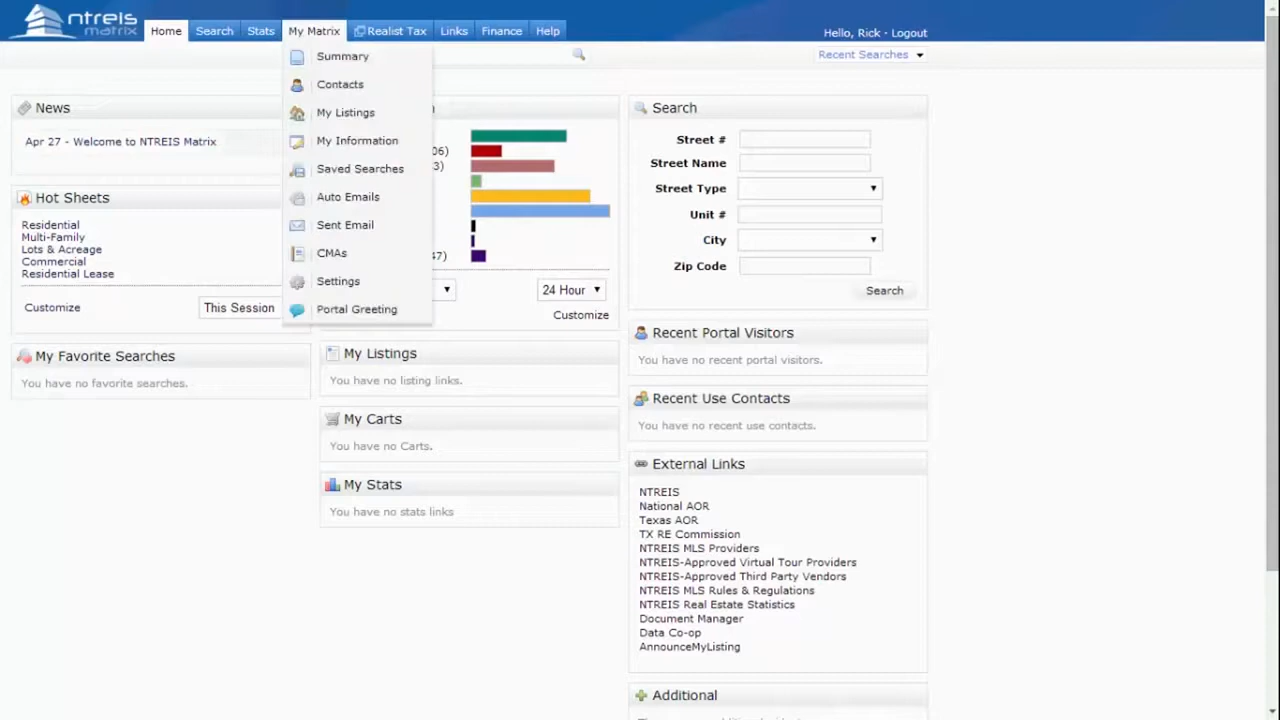 ntreis
matrix
Home
Search
Stats
My Matrix
Realist Tax
Links
Finance
Help
Hello, Rick - Logout
Recent Searches
Summary
Contacts
My Listings
My Information
Saved Searches
Auto Emails
Sent Email
CMAs
Settings
Portal Greeting
News
Apr 27 - Welcome to NTREIS Matrix
Hot Sheets
Residential
Multi-Family
Lots & Acreage
Commercial
Residential Lease
Customize
This Session
My Favorite Searches
You have no favorite searches.
06)
3)
47)
24 Hour
Customize
My Listings
You have no listing links.
My Carts
You have no Carts.
My Stats
You have no stats links
Search
Street #
Street Name
Street Type
Unit #
City
Zip Code
Search
Recent Portal Visitors
You have no recent portal visitors.
Recent Use Contacts
You have no recent use contacts.
External Links
NTREIS
National AOR
Texas AOR
TX RE Commission
NTREIS MLS Providers
NTREIS-Approved Virtual Tour Providers
NTREIS-Approved Third Party Vendors
NTREIS MLS Rules & Regulations
NTREIS Real Estate Statistics
Document Manager
Data Co-op
AnnounceMyListing
Additional